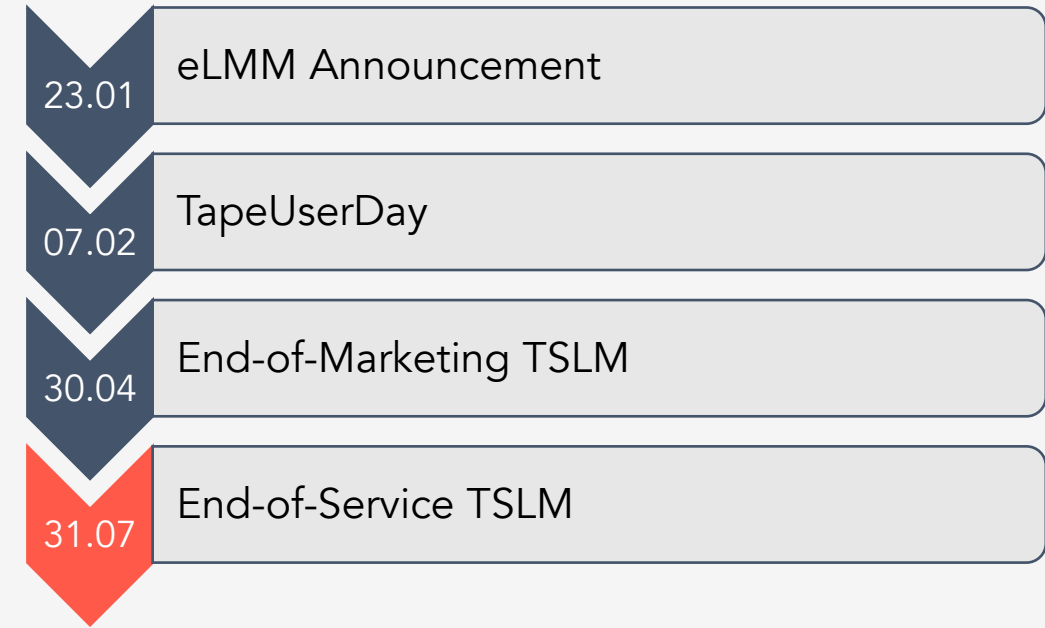 23.01
eLMM Announcement
07.02
TapeUserDay
30.04
End-of-Marketing TSLM
31.07
End-of-Service TSLM